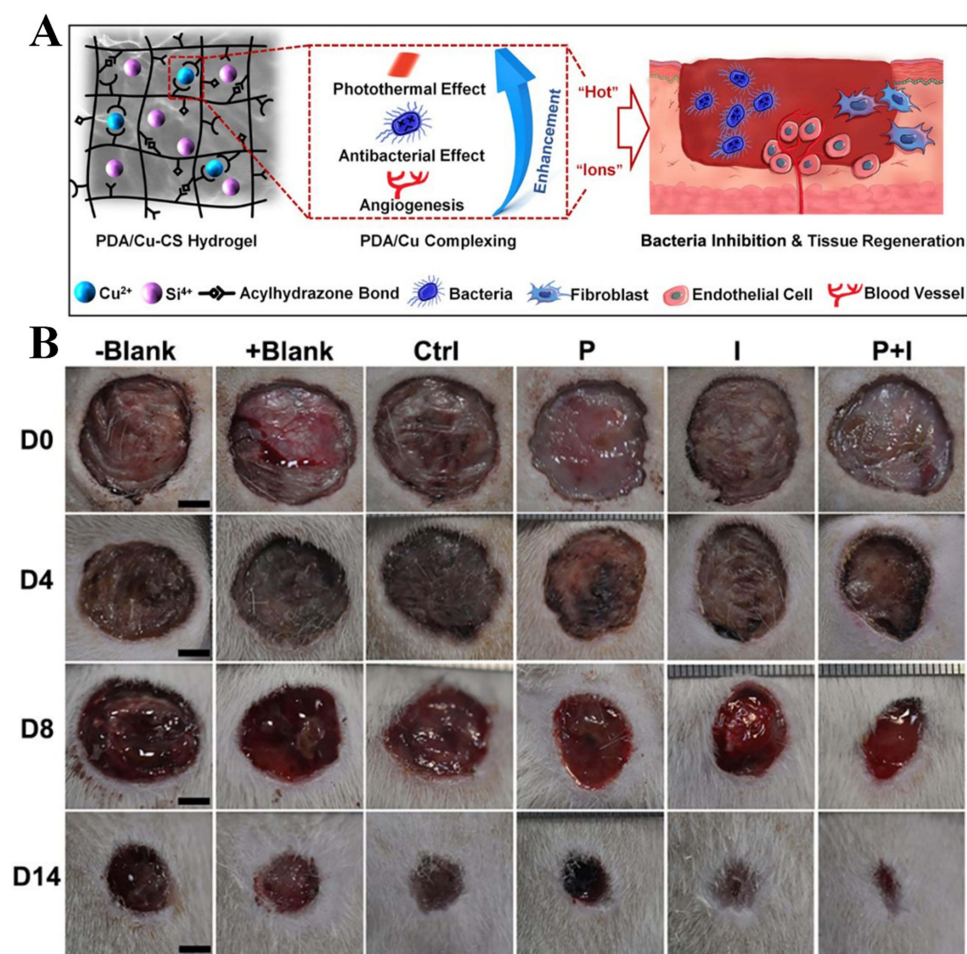 A
Photothermal Effect
Antibacterial Effect
Angiogenesis
Enhancement
“Hot”
“Ions”
PDA/Cu-CS Hydrogel
PDA/Cu Complexing
Bacteria Inhibition & Tissue Regeneration
Cu²⁺ Si⁴⁺ Acylhydrazone Bond Bacteria Fibroblast Endothelial Cell Blood Vessel
B
-Blank +Blank Ctrl P I P+I
D0
D4
D8
D14